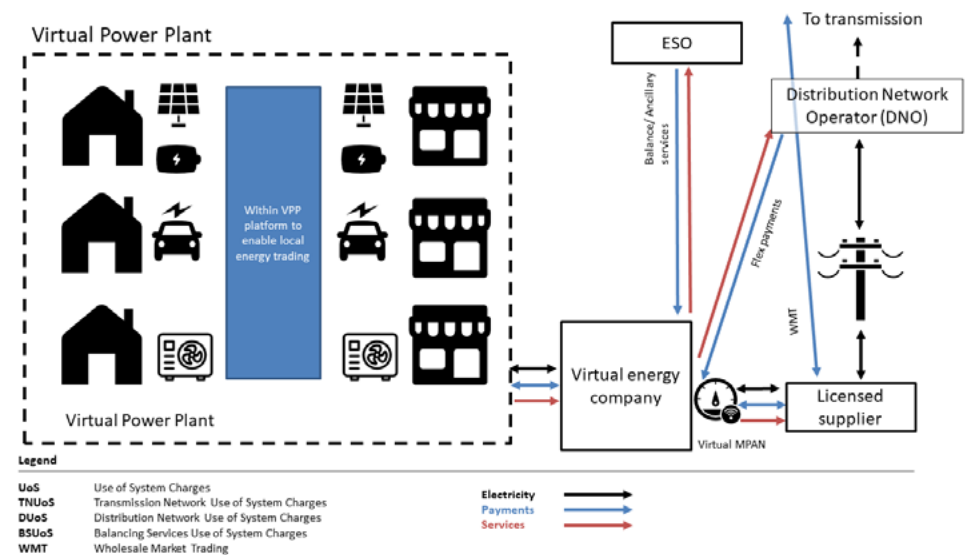 Virtual Power Plant
To transmission
ESO
Distribution Network
Operator (DNO)
Balance/ Ancillary
services
Within VPP
platform to
enable local
energy trading
Flex payments
WMT
Virtual energy
company
Licensed
supplier
Virtual MPAN
Virtual Power Plant
Legend
UoS Use of System Charges
TNUoS Transmission Network Use of System Charges
DUoS Distribution Network Use of System Charges
BSUoS Balancing Services Use of System Charges
WMT Wholesale Market Trading
Electricity
Payments
Services